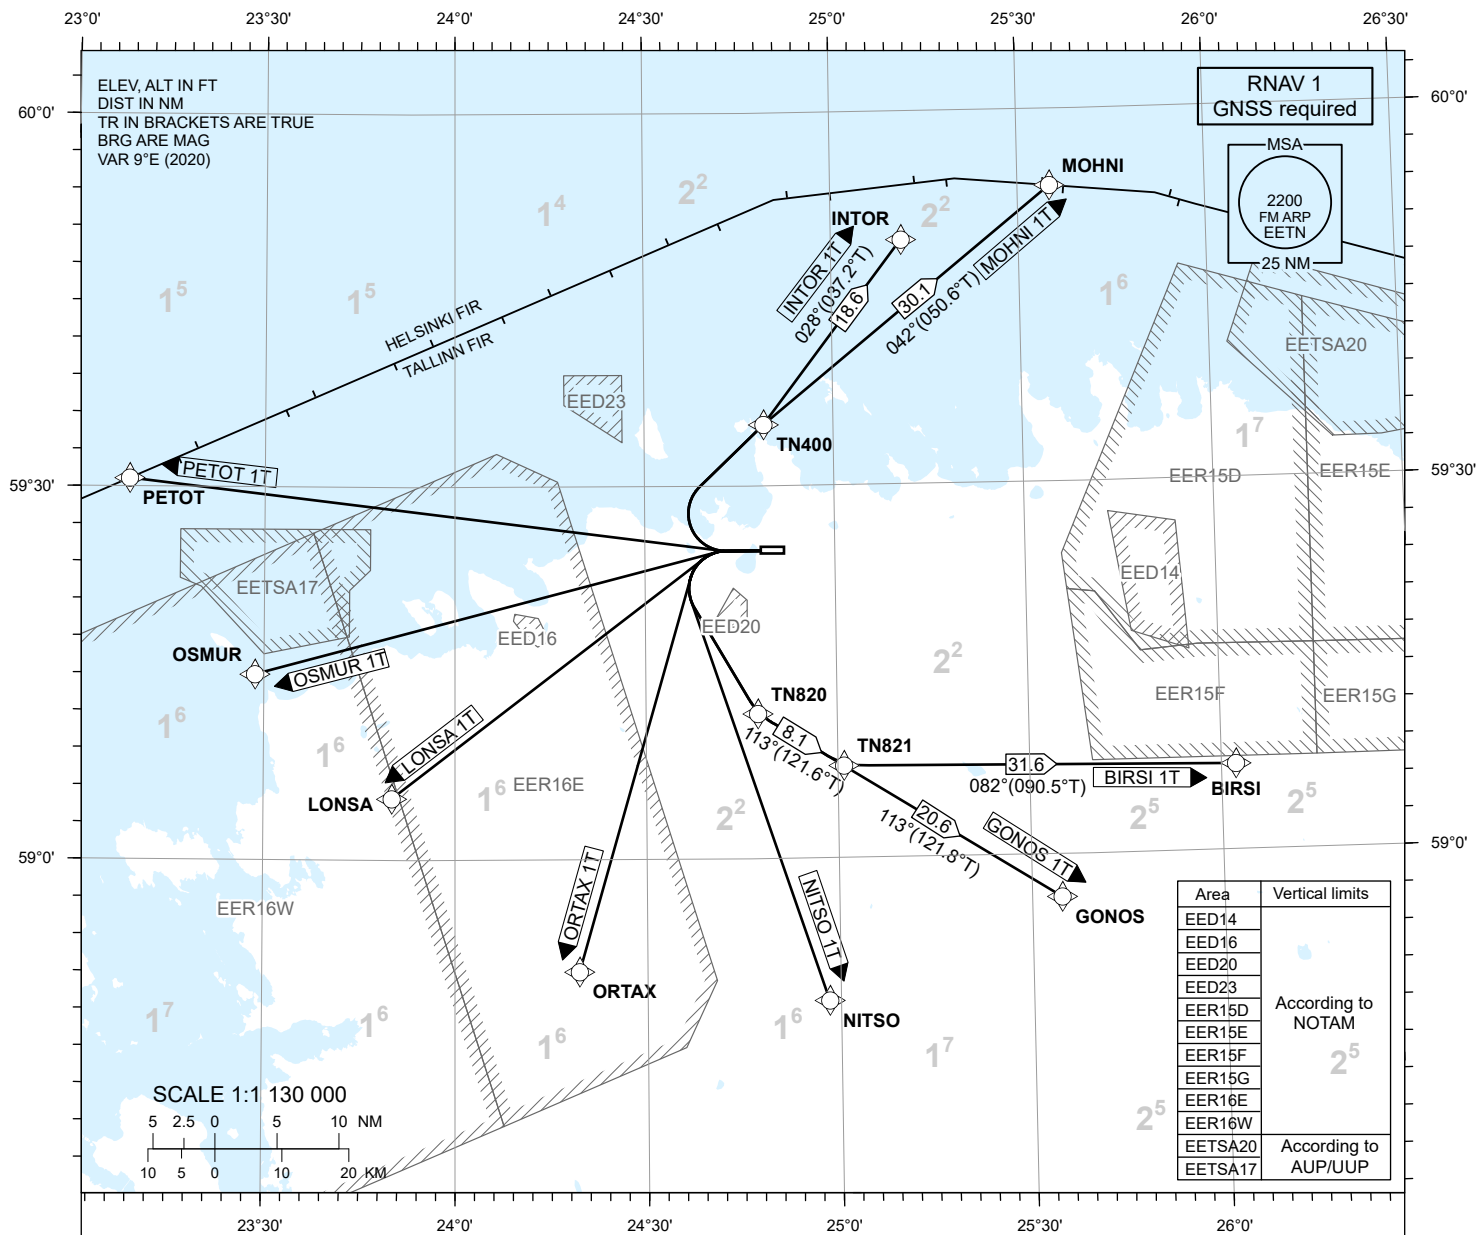 23°0'
23°30'
24°30'
25°0'
25°30'
26°0'
26°30'
ELEV, ALT IN FT
DIST IN NM
TR IN BRACKETS ARE TRUE
BRG ARE MAG
VAR 9°E (2020)
RNAV 1
GNSS required
60°0'
60°0'
MSA
2200
FM ARP
EETN
25 NM
MOHNI
INTOR
2²
1⁴
2²
1⁵
1⁵
1⁶
INTOR 1T
028°(037.2°T)
18.6
MOHNI 1T
30.1
042°(050.6°T)
HELSINKI FIR
TALLINN FIR
EETSA20
EED23
TN400
1⁷
PETOT 1T
PETOT
59°30'
59°30'
EER15D
EER15E
EED14
EETSA17
EED16
EED20
OSMUR
OSMUR 1T
2²
TN820
EER15F
EER15G
1⁶
1⁶
LONSA 1T
8.1
113°(121.6°T)
TN821
31.6
082°(090.5°T)
BIRSI 1T
BIRSI
LONSA
1⁶
EER16E
2²
20.6
113°(121.8°T)
GONOS 1T
2⁵
2⁵
59°0'
59°0'
EER16W
ORTAX 1T
NITSO 1T
GONOS
ORTAX
NITSO
1⁷
1⁶
1⁶
1⁶
1⁷
2⁵
2⁵
Area Vertical limits
EED14
EED16
EED20
EED23
EER15D
EER15E
EER15F
EER15G
EER16E
EER16W
According to
NOTAM
EETSA20
EETSA17
According to
AUP/UUP
SCALE 1:1 130 000
5 2.5 0 5 10 NM
10 5 0 10 20 KM
23°30'
24°0'
24°30'
25°0'
25°30'
26°0'